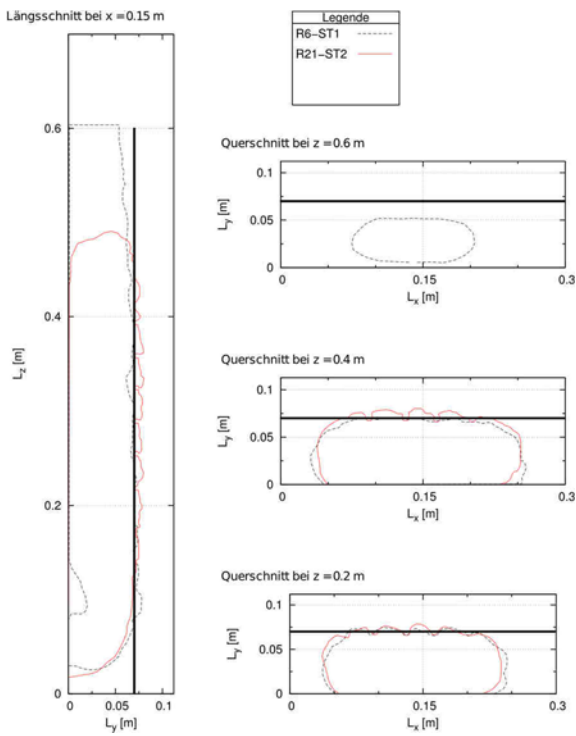 Längsschnitt bei x = 0.15 m
0.6
0.4
0.2
0
L_z [m]
0
0.05
0.1
L_y [m]
Legende
R6-ST1
R21-ST2
Querschnitt bei z = 0.6 m
0.1
0.05
0
L_y [m]
0
0.15
0.3
L_x [m]
Querschnitt bei z = 0.4 m
0.1
0.05
0
L_y [m]
0
0.15
0.3
L_x [m]
Querschnitt bei z = 0.2 m
0.1
0.05
0
L_y [m]
0
0.15
0.3
L_x [m]